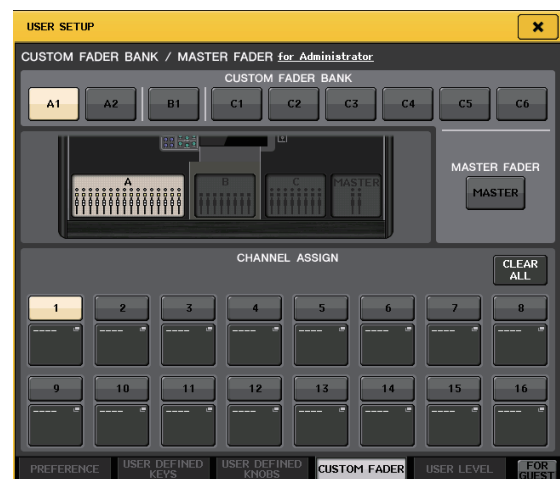 USER SETUP
CUSTOM FADER BANK / MASTER FADER for Administrator
CUSTOM FADER BANK
A1 A2 B1 C1 C2 C3 C4 C5 C6
A B C MASTER
MASTER FADER
MASTER
CHANNEL ASSIGN
CLEAR ALL
1 2 3 4 5 6 7 8
---- ---- ---- ---- ---- ---- ---- ----
9 10 11 12 13 14 15 16
---- ---- ---- ---- ---- ---- ---- ----
PREFERENCE USER DEFINED KEYS USER DEFINED KNOBS CUSTOM FADER USER LEVEL FOR GUEST